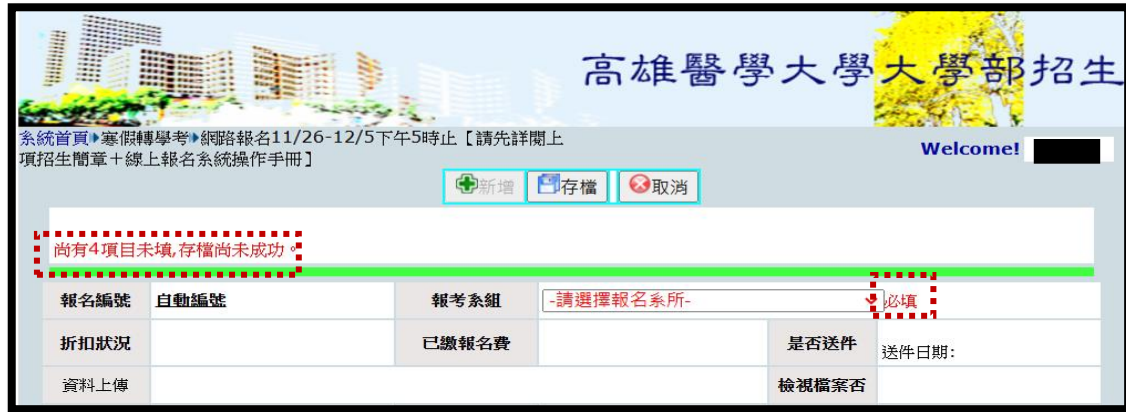 高雄醫學大學大學部招生
系統首頁▶寒假轉學考▶網路報名11/26-12/5下午5時止【請先詳閱上
項招生簡章＋線上報名系統操作手冊】
Welcome!
新增 存檔 取消
尚有4項目未填,存檔尚未成功。
報名編號 自動編號 報考系組 -請選擇報名系所- 必填
折扣狀況 已繳報名費 是否送件 送件日期:
資料上傳 檢視檔案否